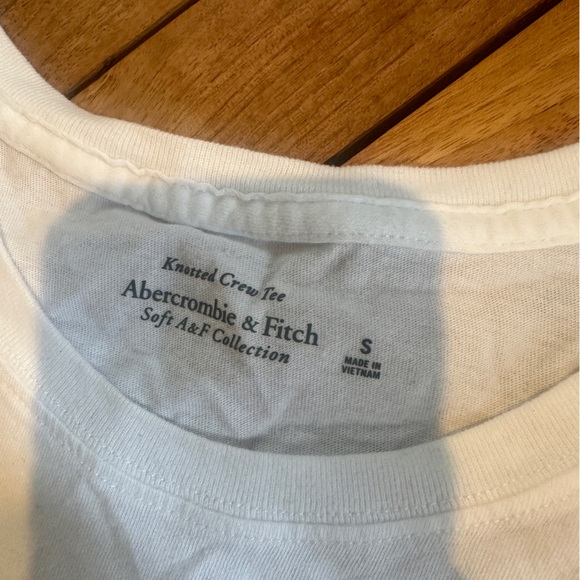 Knotted Crew Tee
Abercrombie & Fitch
Soft A&F Collection
S
MADE IN
VIETNAM